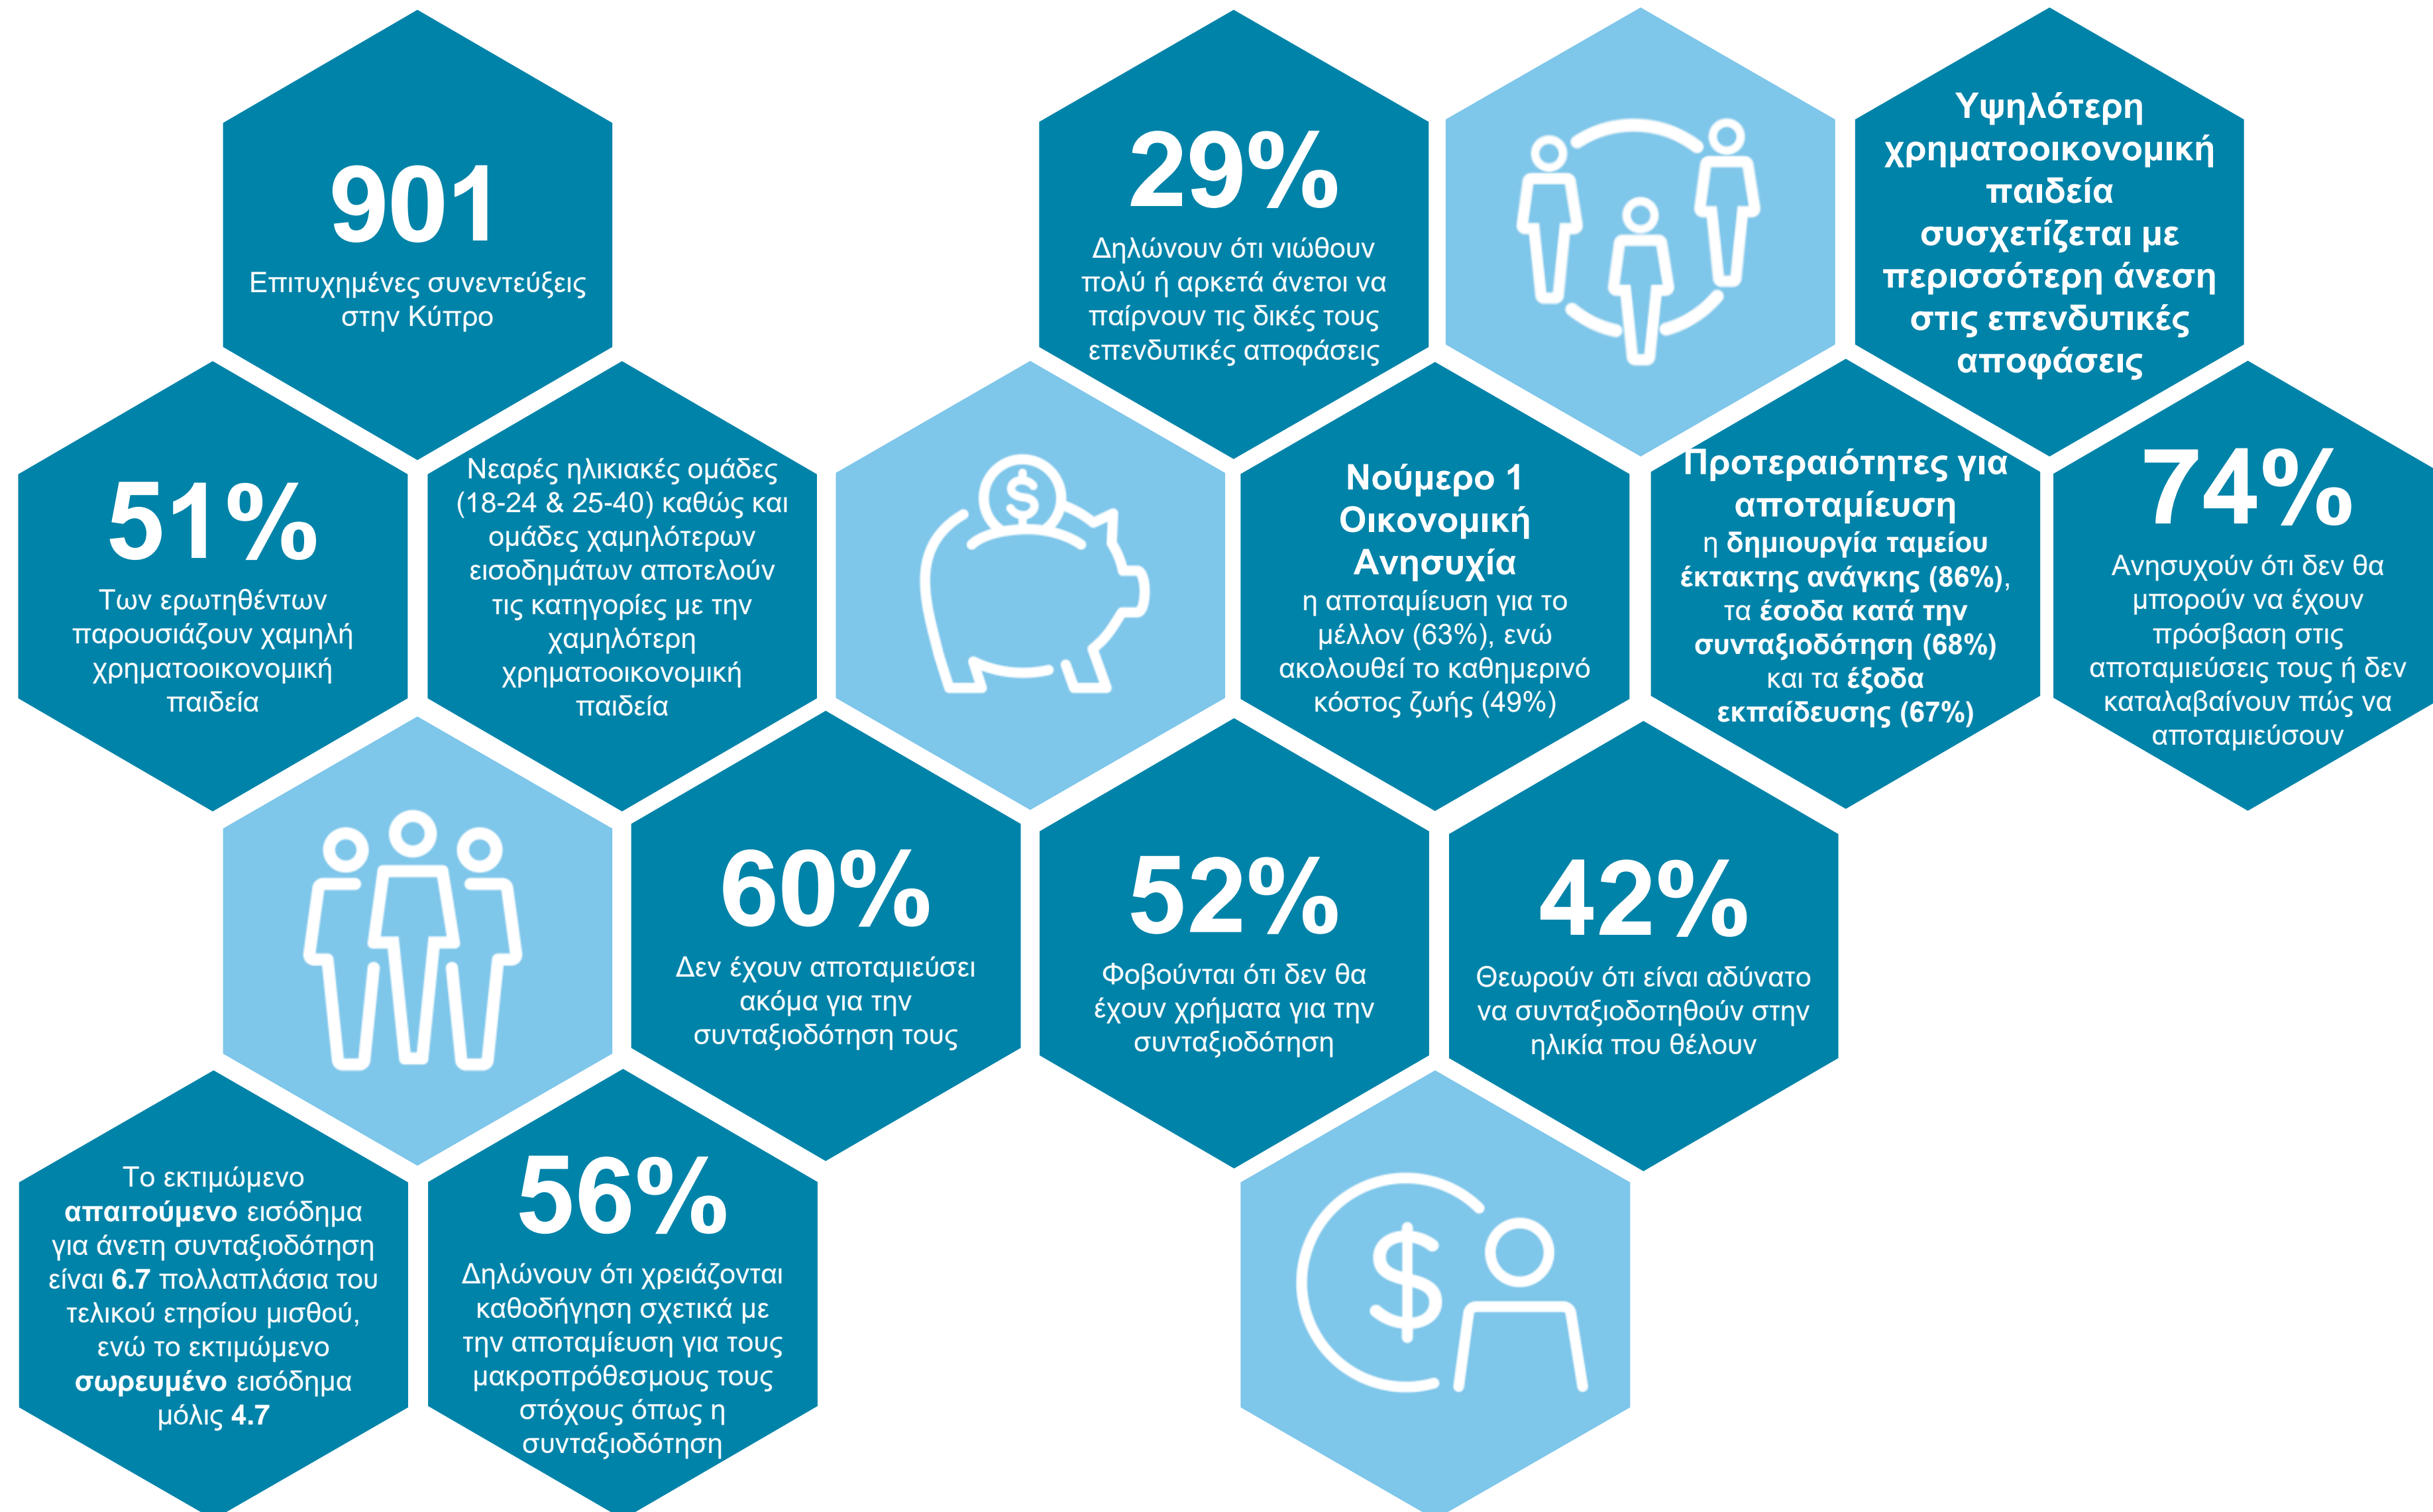 901
Επιτυχημένες συνεντεύξεις
στην Κύπρο
29%
Δηλώνουν ότι νιώθουν
πολύ ή αρκετά άνετοι να
παίρνουν τις δικές τους
επενδυτικές αποφάσεις
Υψηλότερη
χρηματοοικονομική
παιδεία
συσχετίζεται με
περισσότερη άνεση
στις επενδυτικές
αποφάσεις
51%
Των ερωτηθέντων
παρουσιάζουν χαμηλή
χρηματοοικονομική
παιδεία
Νεαρές ηλικιακές ομάδες
(18-24 & 25-40) καθώς και
ομάδες χαμηλότερων
εισοδημάτων αποτελούν
τις κατηγορίες με την
χαμηλότερη
χρηματοοικονομική
παιδεία
$
Νούμερο 1
Οικονομική
Ανησυχία
η αποταμίευση για το
μέλλον (63%), ενώ
ακολουθεί το καθημερινό
κόστος ζωής (49%)
Προτεραιότητες για
αποταμίευση
η δημιουργία ταμείου
έκτακτης ανάγκης (86%),
τα έσοδα κατά την
συνταξιοδότηση (68%)
και τα έξοδα
εκπαίδευσης (67%)
74%
Ανησυχούν ότι δεν θα
μπορούν να έχουν
πρόσβαση στις
αποταμιεύσεις τους ή δεν
καταλαβαίνουν πώς να
αποταμιεύσουν
60%
Δεν έχουν αποταμιεύσει
ακόμα για την
συνταξιοδότηση τους
52%
Φοβούνται ότι δεν θα
έχουν χρήματα για την
συνταξιοδότηση
42%
Θεωρούν ότι είναι αδύνατο
να συνταξιοδοτηθούν στην
ηλικία που θέλουν
Το εκτιμώμενο
απαιτούμενο εισόδημα
για άνετη συνταξιοδότηση
είναι 6.7 πολλαπλάσια του
τελικού ετησίου μισθού,
ενώ το εκτιμώμενο
σωρευμένο εισόδημα
μόλις 4.7
56%
Δηλώνουν ότι χρειάζονται
καθοδήγηση σχετικά με
την αποταμίευση για τους
μακροπρόθεσμους τους
στόχους όπως η
συνταξιοδότηση
$